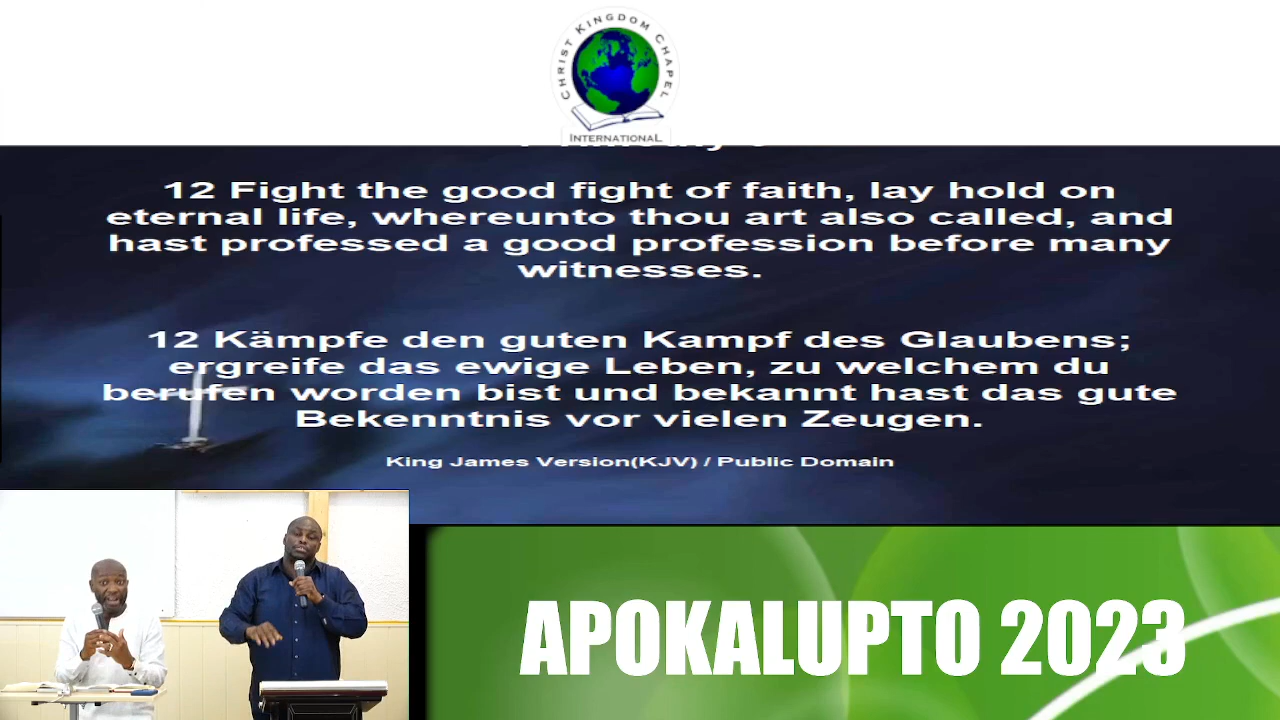 CHRIST KINGDOM CHAPEL
INTERNATIONAL
12 Fight the good fight of faith, lay hold on
eternal life, whereunto thou art also called, and
hast professed a good profession before many
witnesses.
12 Kämpfe den guten Kampf des Glaubens;
ergreife das ewige Leben, zu welchem du
berufen worden bist und bekannt hast das gute
Bekenntnis vor vielen Zeugen.
King James Version(KJV) / Public Domain
APOKALUPTO 2023